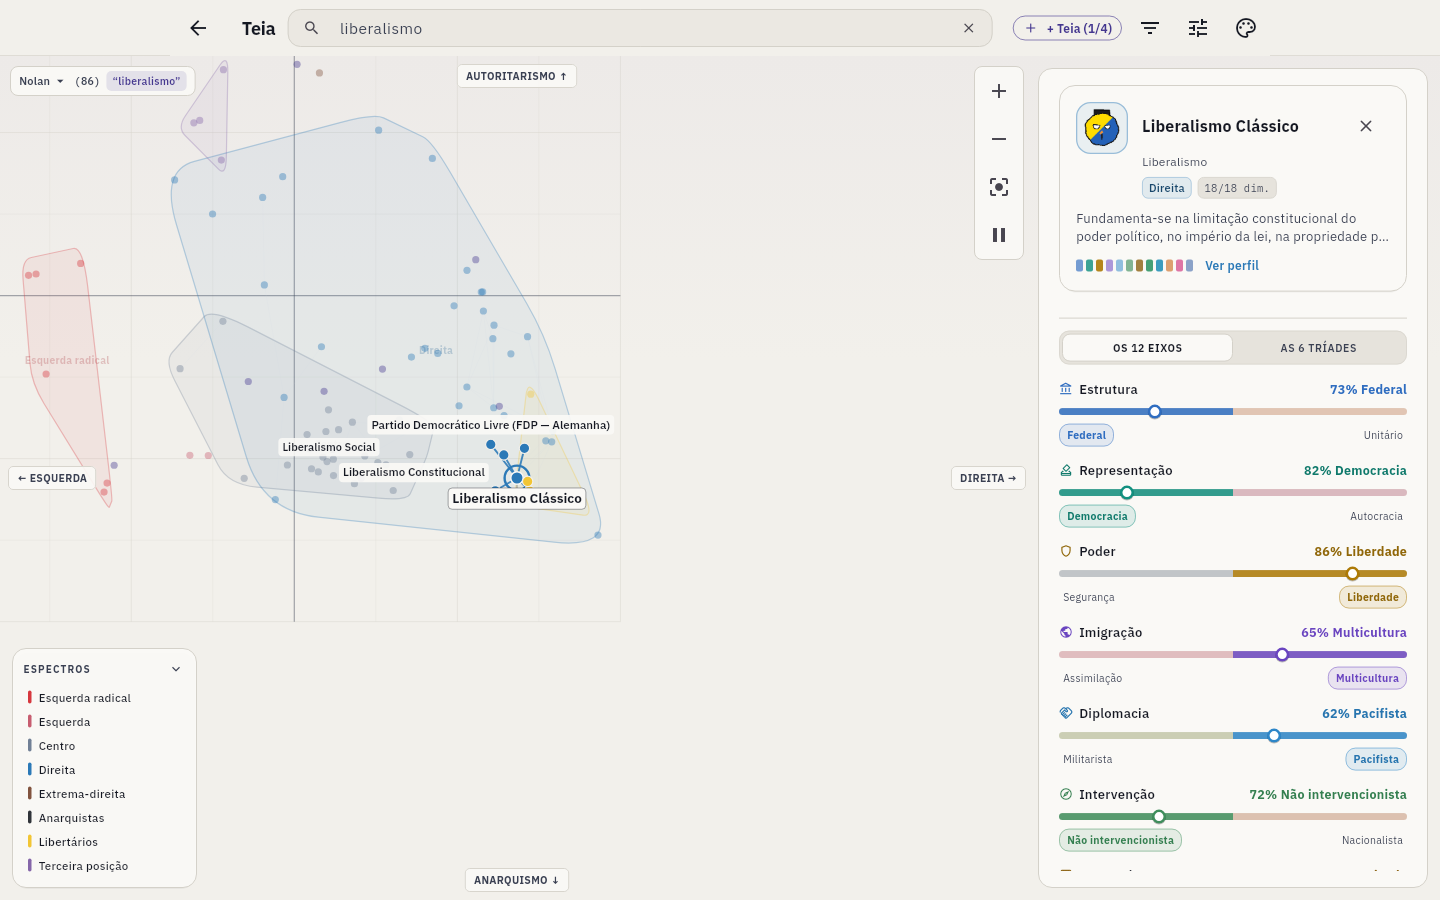 Teia
liberalismo
+ Teia (1/4)
Nolan (86) “liberalismo”
AUTORITARISMO ↑
Esquerda radical
Direita
Partido Democrático Livre (FDP — Alemanha)
Liberalismo Social
Liberalismo Constitucional
Liberalismo Clássico
← ESQUERDA
DIREITA →
ANARQUISMO ↓
ESPECTROS
Esquerda radical
Esquerda
Centro
Direita
Extrema-direita
Anarquistas
Libertários
Terceira posição
Liberalismo Clássico
Liberalismo
Direita 18/18 dim.
Fundamenta-se na limitação constitucional do
poder político, no império da lei, na propriedade p...
Ver perfil
OS 12 EIXOS AS 6 TRÍADES
Estrutura 73% Federal
Federal Unitário
Representação 82% Democracia
Democracia Autocracia
Poder 86% Liberdade
Segurança Liberdade
Imigração 65% Multicultura
Assimilação Multicultura
Diplomacia 62% Pacifista
Militarista Pacifista
Intervenção 72% Não intervencionista
Não intervencionista Nacionalista